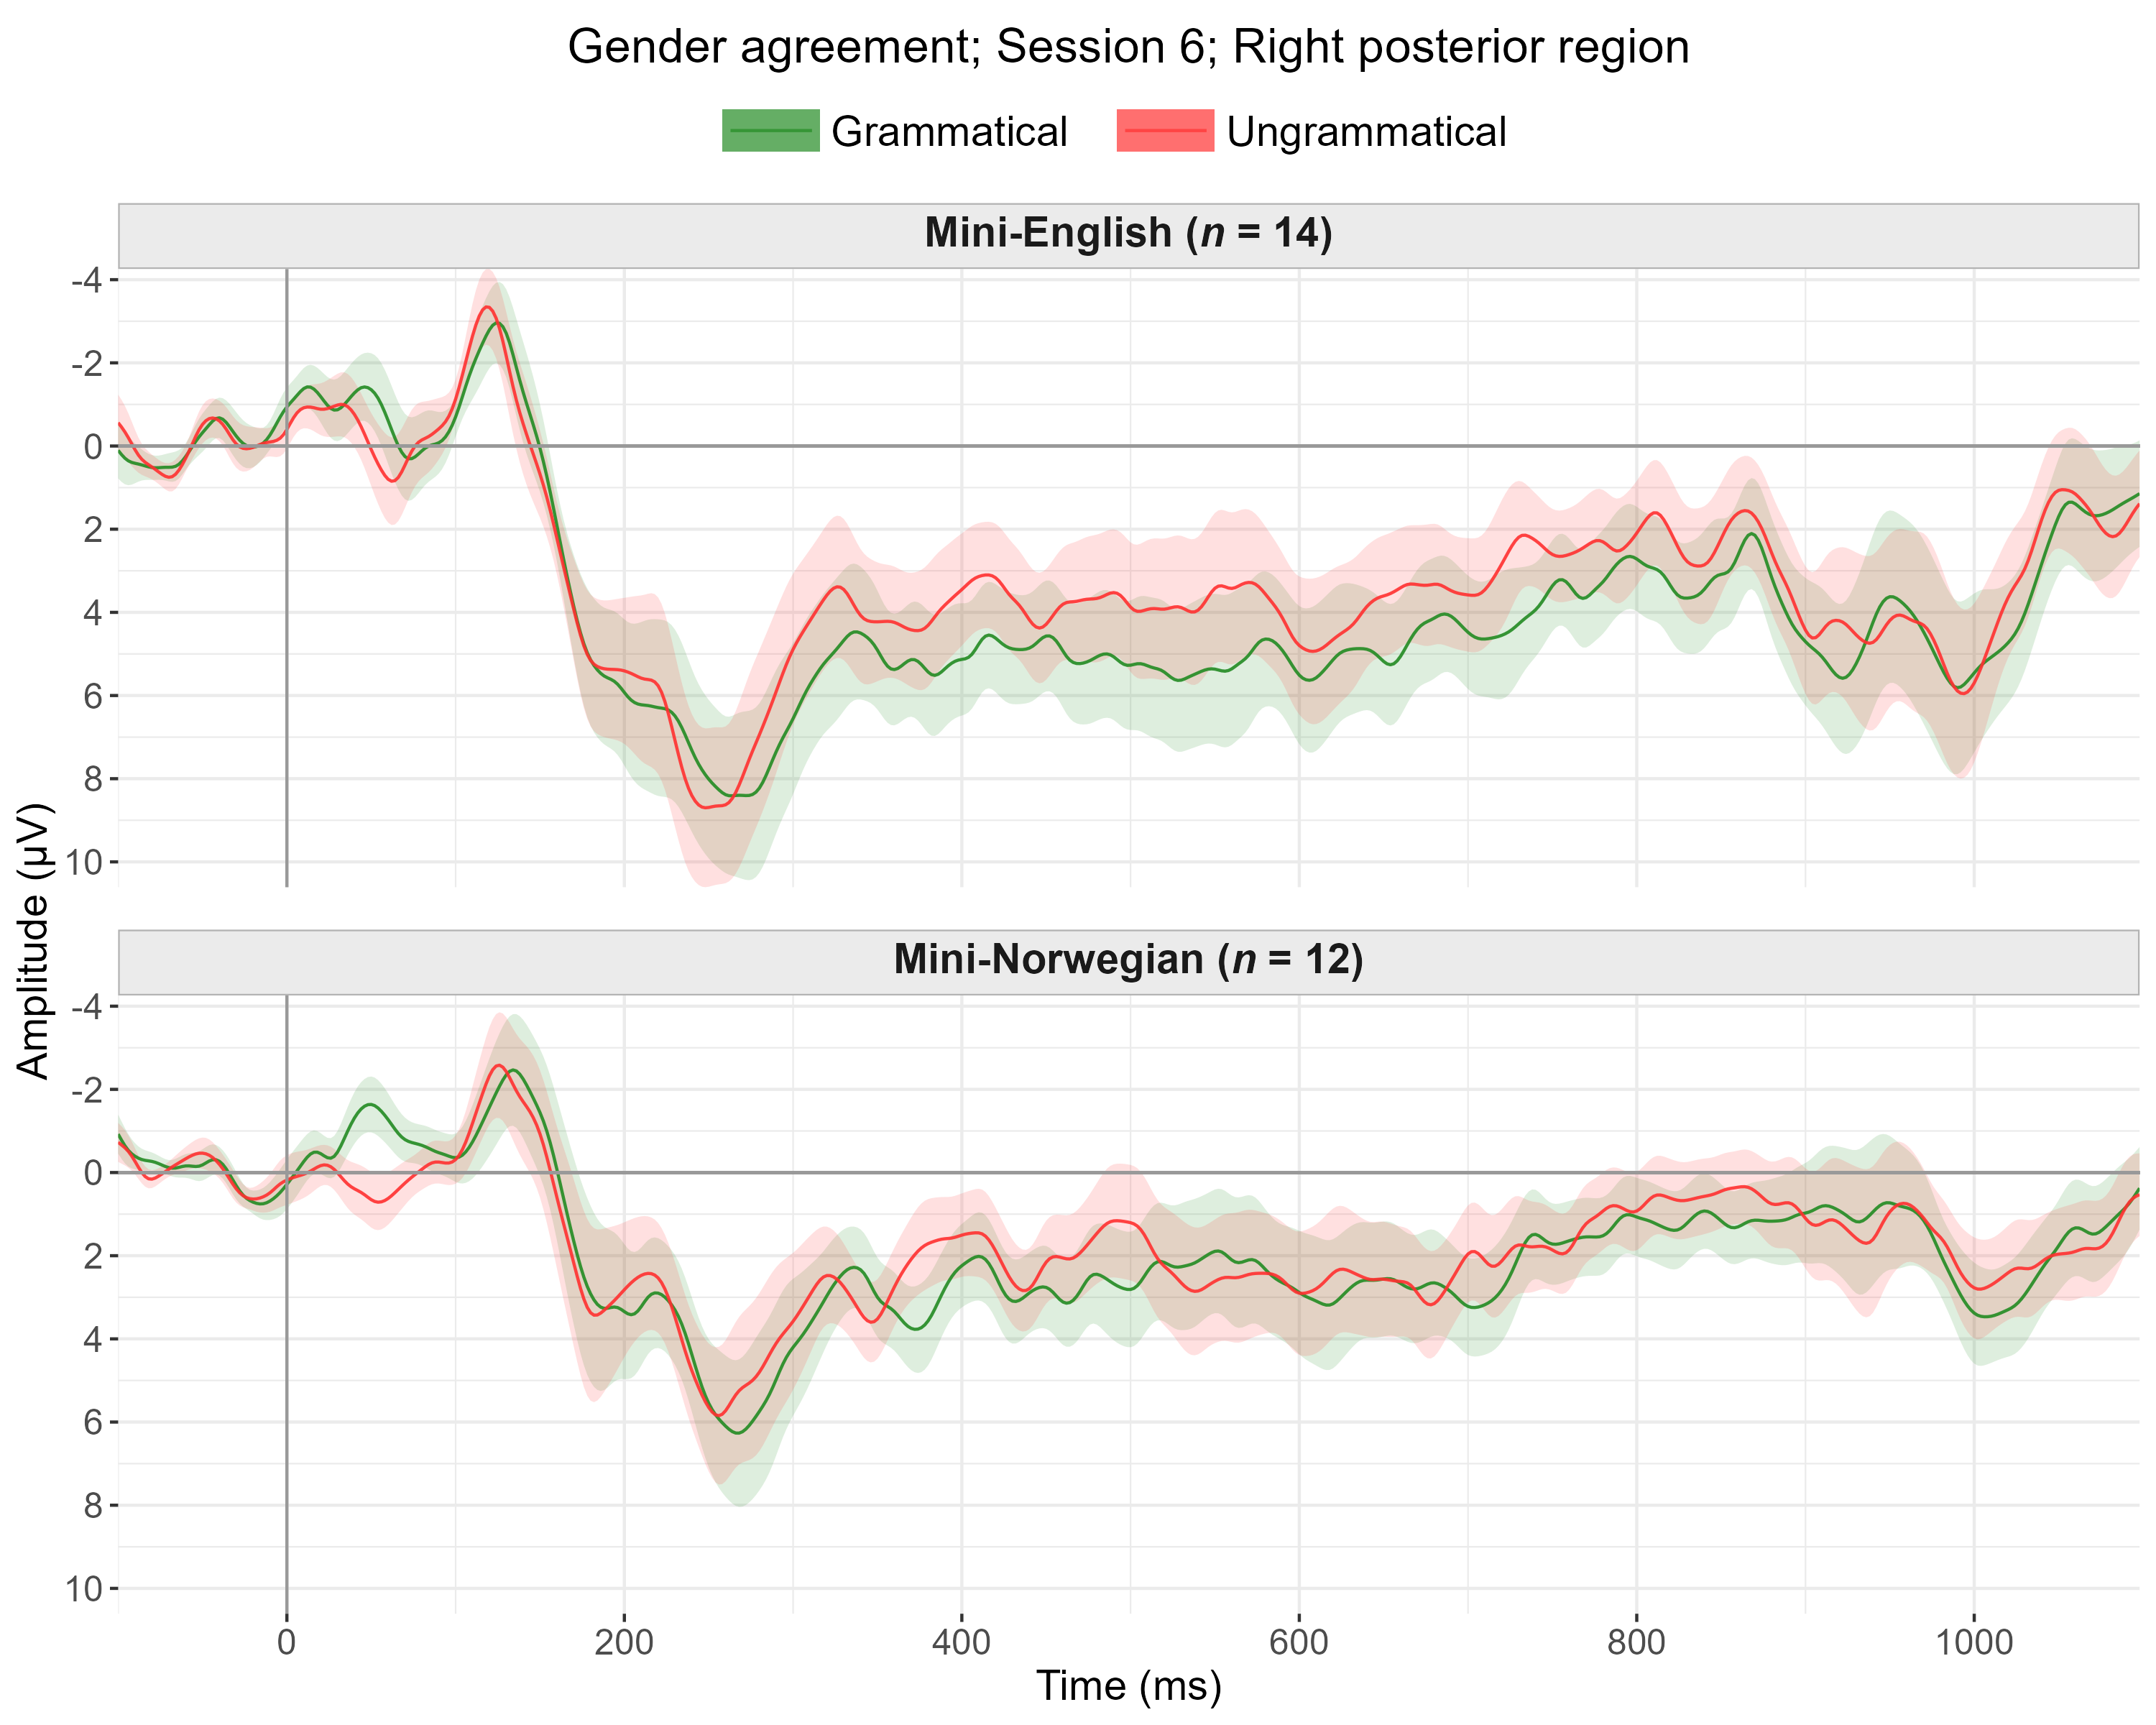 Gender agreement; Session 6; Right posterior region
Grammatical Ungrammatical
Mini-English (n = 14)
-4
-2
0
2
4
6
8
10
Amplitude (µV)
Mini-Norwegian (n = 12)
-4
-2
0
2
4
6
8
10
0 200 400 600 800 1000
Time (ms)